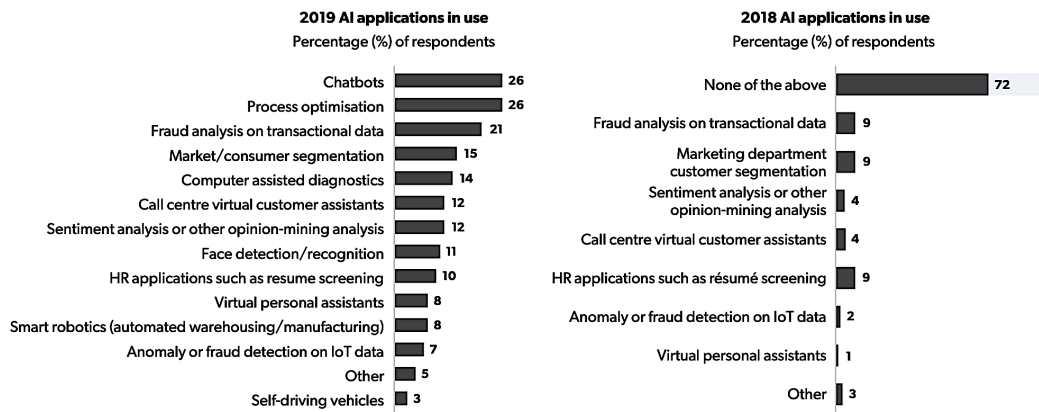 2019 AI applications in use
Percentage (%) of respondents
Chatbots 26
Process optimisation 26
Fraud analysis on transactional data 21
Market/consumer segmentation 15
Computer assisted diagnostics 14
Call centre virtual customer assistants 12
Sentiment analysis or other opinion-mining analysis 12
Face detection/recognition 11
HR applications such as resume screening 10
Virtual personal assistants 8
Smart robotics (automated warehousing/manufacturing) 8
Anomaly or fraud detection on IoT data 7
Other 5
Self-driving vehicles 3
2018 AI applications in use
Percentage (%) of respondents
None of the above 72
Fraud analysis on transactional data 9
Marketing department
customer segmentation 9
Sentiment analysis or other
opinion-mining analysis 4
Call centre virtual customer assistants 4
HR applications such as résumé screening 9
Anomaly or fraud detection on IoT data 2
Virtual personal assistants 1
Other 3